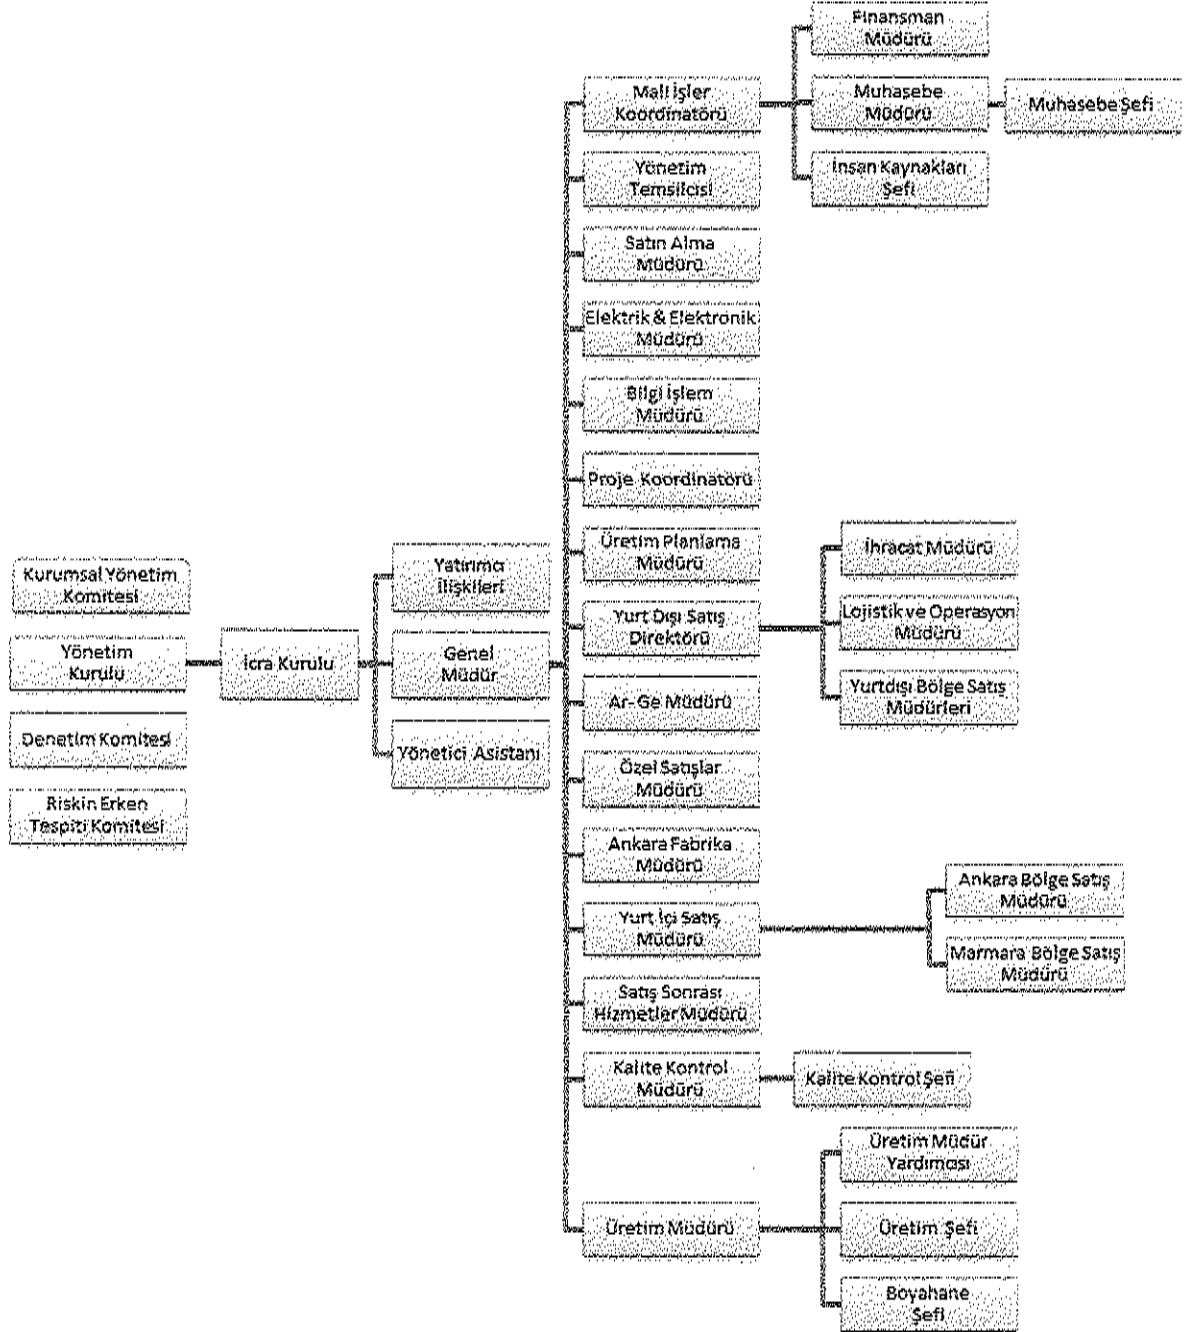 Finansman
Müdürü
Mali İşler
Koordinatörü
Muhasebe
Müdürü
Muhasebe Şefi
Yönetim
Temsilcisi
İnsan Kaynakları
Şefi
Satın Alma
Müdürü
Elektrik & Elektronik
Müdürü
Bilgi İşlem
Müdürü
Proje Koordinatörü
Üretim Planlama
Müdürü
İhracat Müdürü
Kurumsal Yönetim
Komitesi
Yatırımcı
İlişkileri
Yurt Dışı Satış
Direktörü
Lojistik ve Operasyon
Müdürü
Yönetim
Kurulu
İcra Kurulu
Genel
Müdür
Ar- Ge Müdürü
Yurtdışı Bölge Satış
Müdürleri
Denetim Komitesi
Yönetici Asistanı
Özel Satışlar
Müdürü
Riskin Erken
Tespiti Komitesi
Ankara Fabrika
Müdürü
Yurt İçi Satış
Müdürü
Ankara Bölge Satış
Müdürü
Marmara Bölge Satış
Müdürü
Satış Sonrası
Hizmetler Müdürü
Kalite Kontrol
Müdürü
Kalite Kontrol Şefi
Üretim Müdür
Yardımcısı
Üretim Müdürü
Üretim Şefi
Boyahane
Şefi